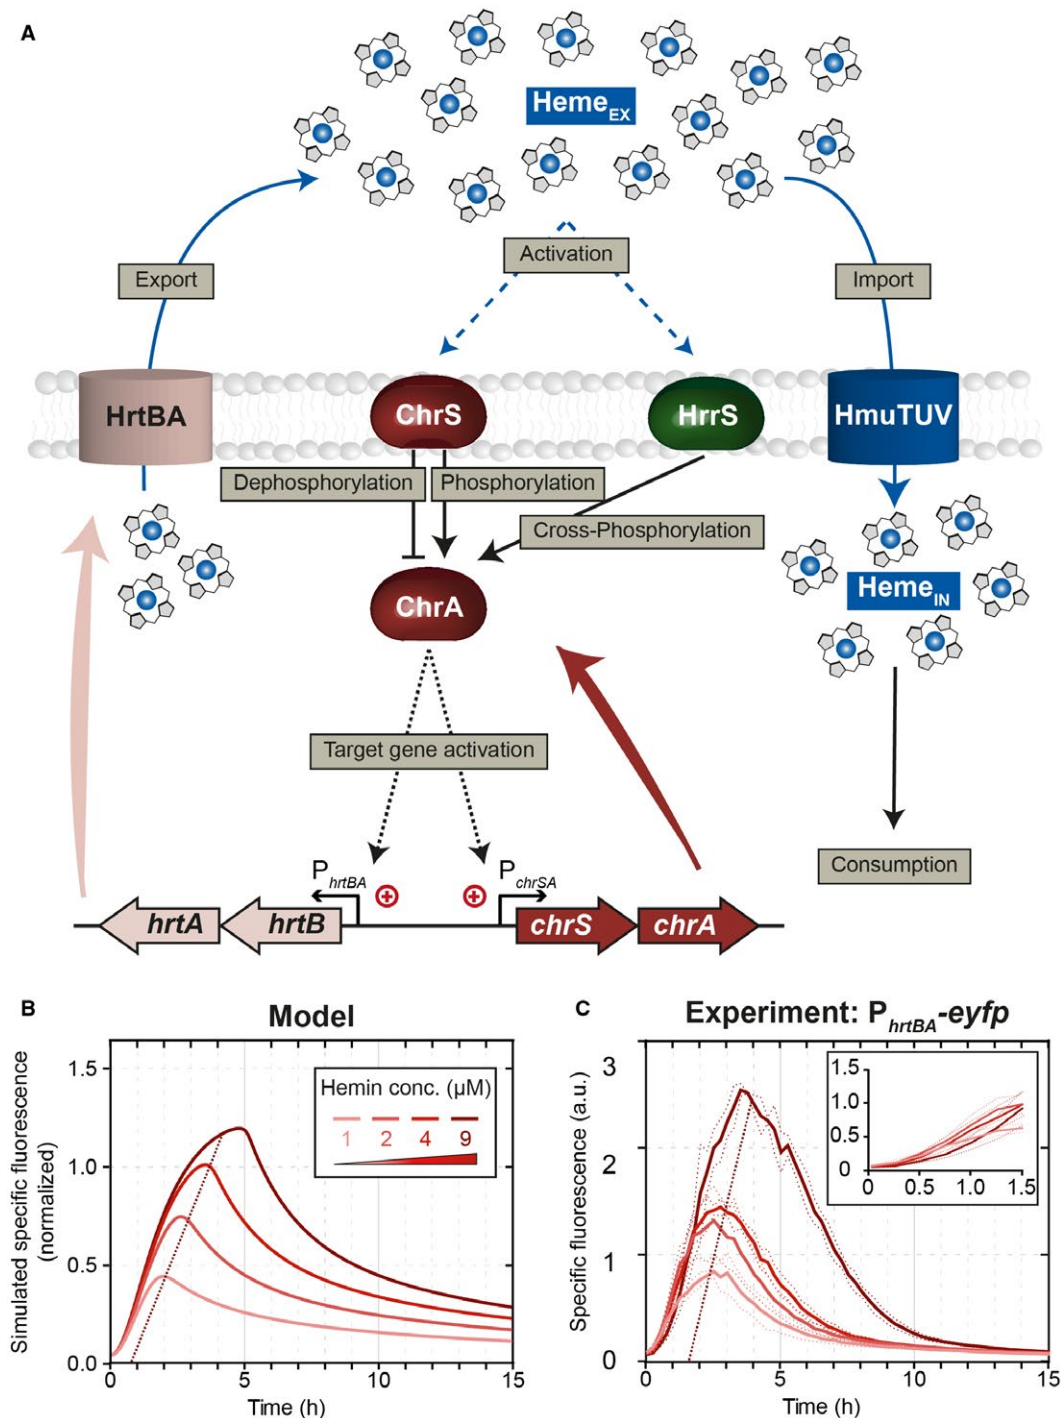 A
Heme EX
Activation
Export
Import
HrtBA
ChrS
HrrS
HmuTUV
Dephosphorylation
Phosphorylation
Cross-Phosphorylation
Heme IN
ChrA
Target gene activation
Consumption
P hrtBA
P chrSA
hrtA
hrtB
chrS
chrA
B
Model
Simulated specific fluorescence
(normalized)
1.5
1.0
0.5
0.0
Hemin conc. (µM)
1 2 4 9
0 5 10 15
Time (h)
C
Experiment: P hrtBA-eyfp
Specific fluorescence (a.u.)
3
2
1
0
1.5
1.0
0.5
0
0 0.5 1.0 1.5
0 5 10 15
Time (h)